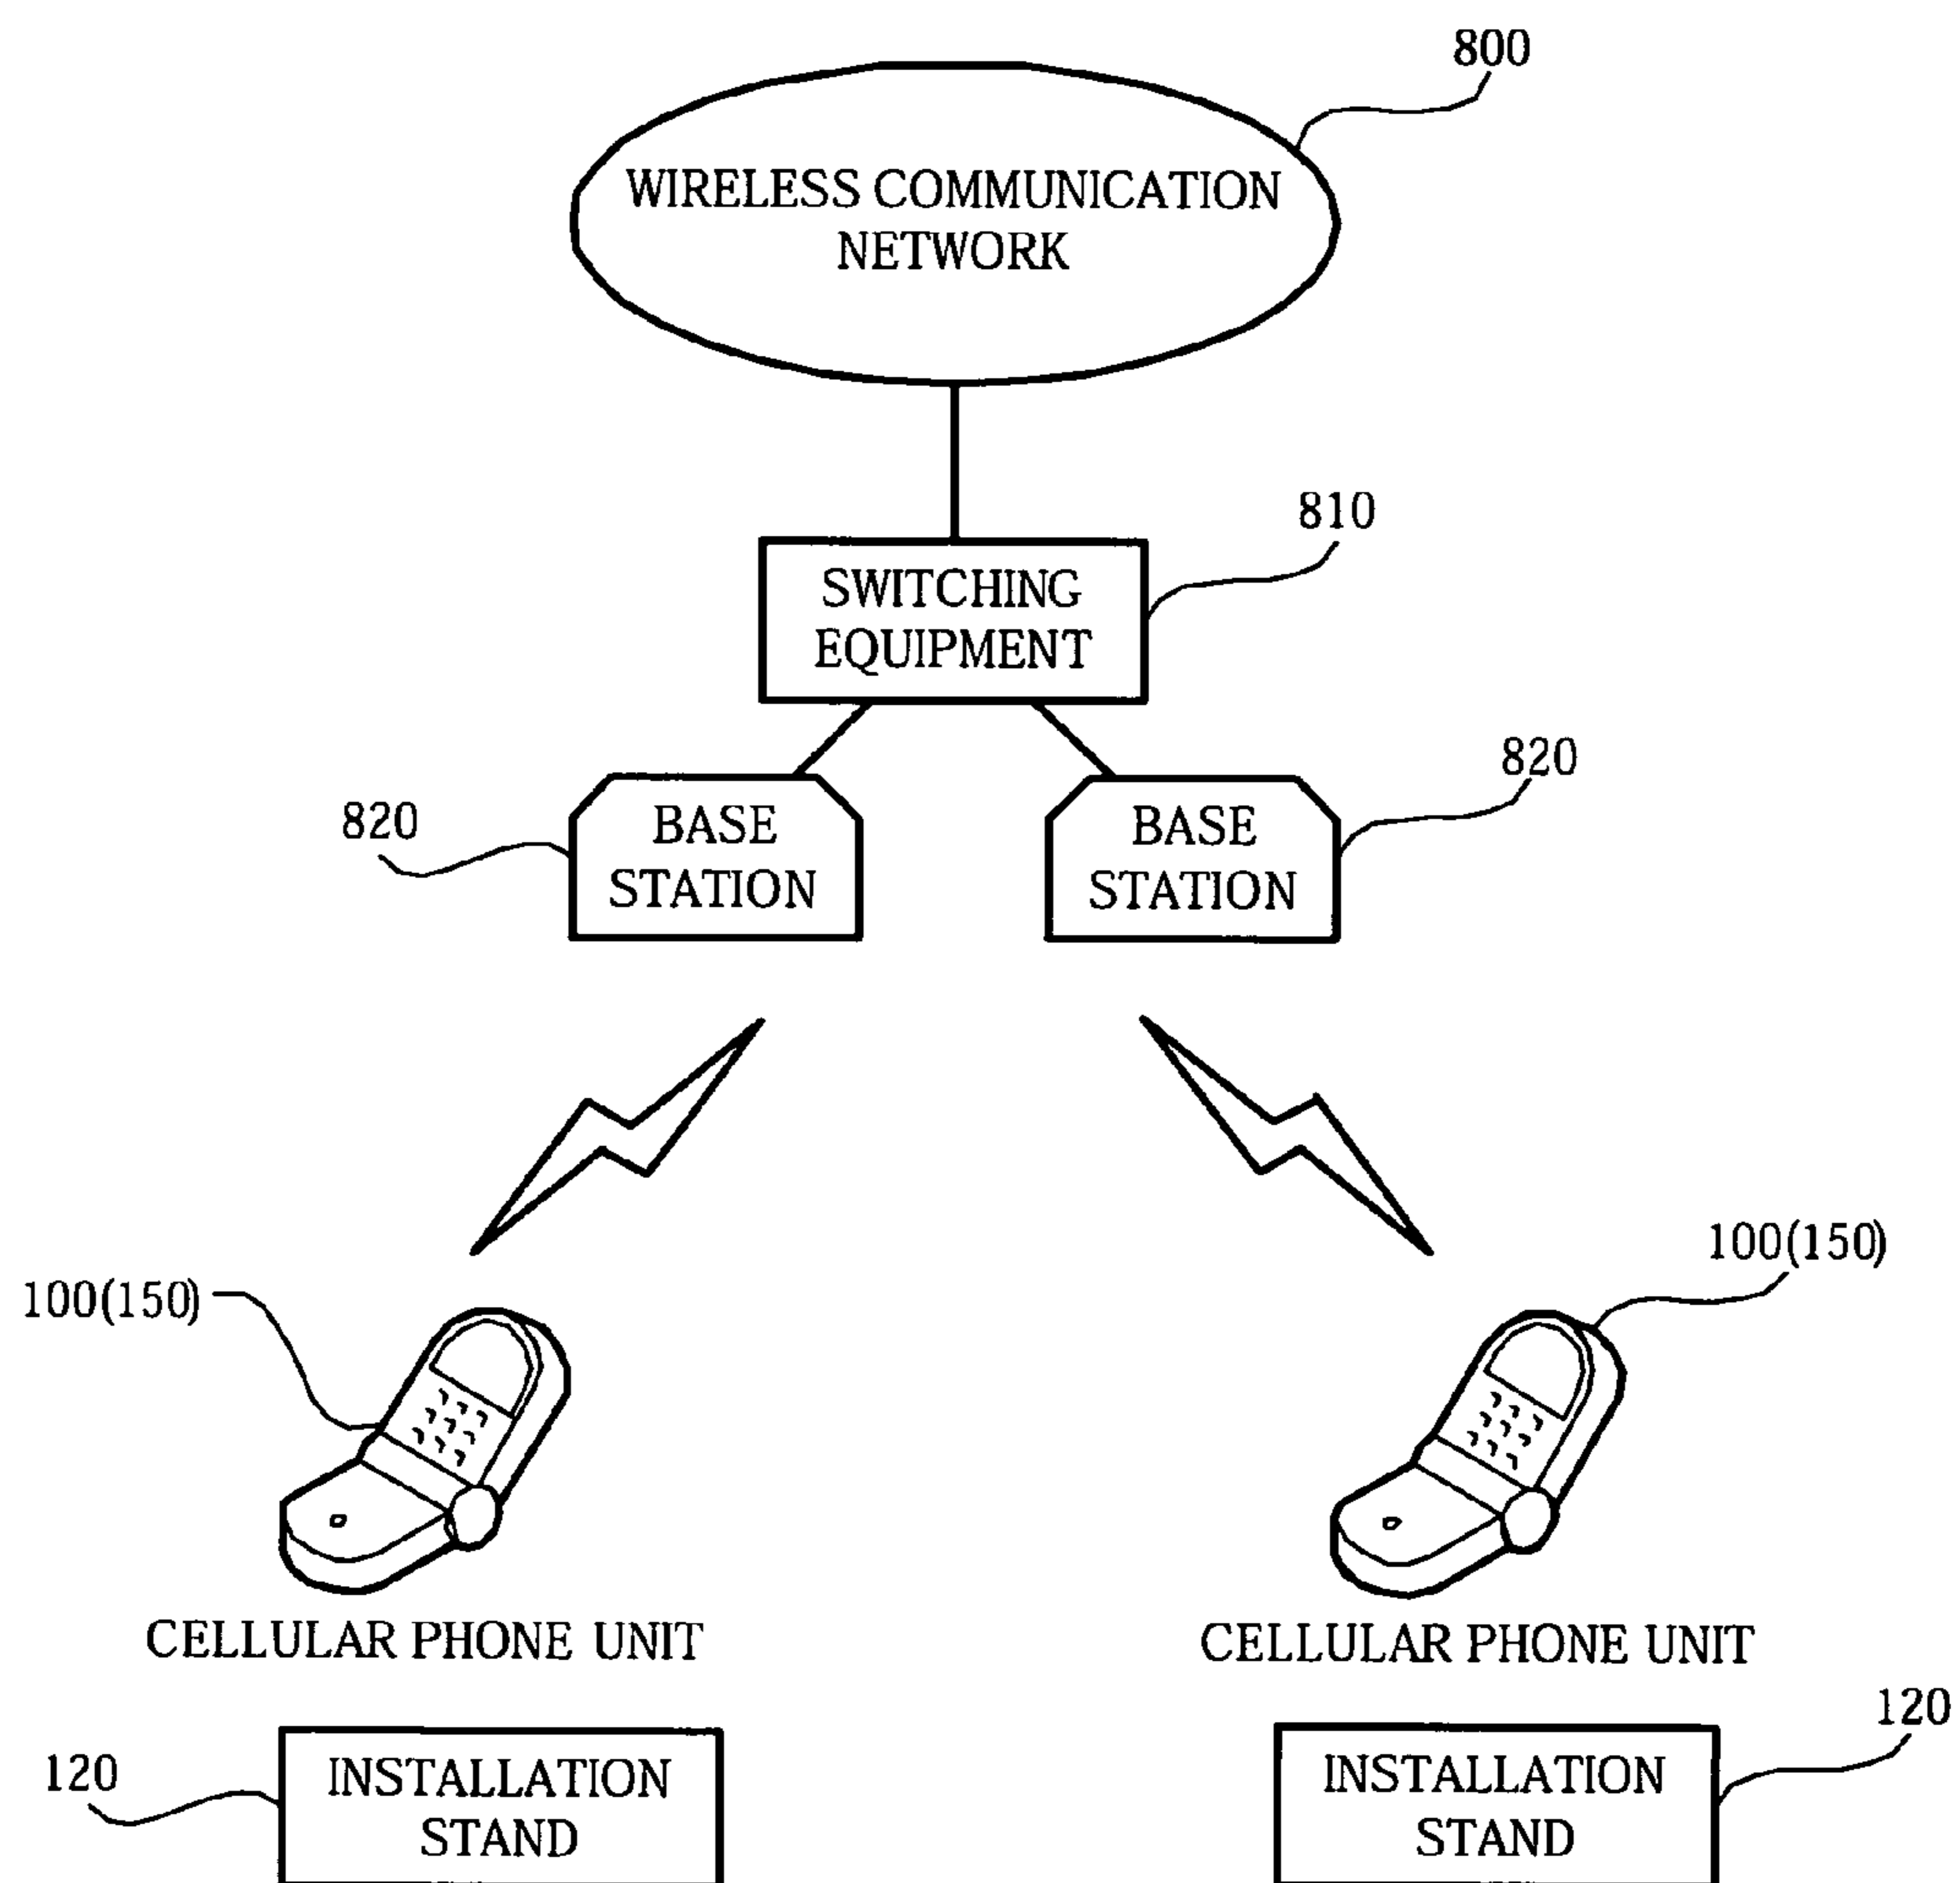 800
WIRELESS COMMUNICATION
NETWORK
810
SWITCHING
EQUIPMENT
820
BASE
STATION
820
BASE
STATION
100(150)
CELLULAR PHONE UNIT
100(150)
CELLULAR PHONE UNIT
120
INSTALLATION
STAND
120
INSTALLATION
STAND